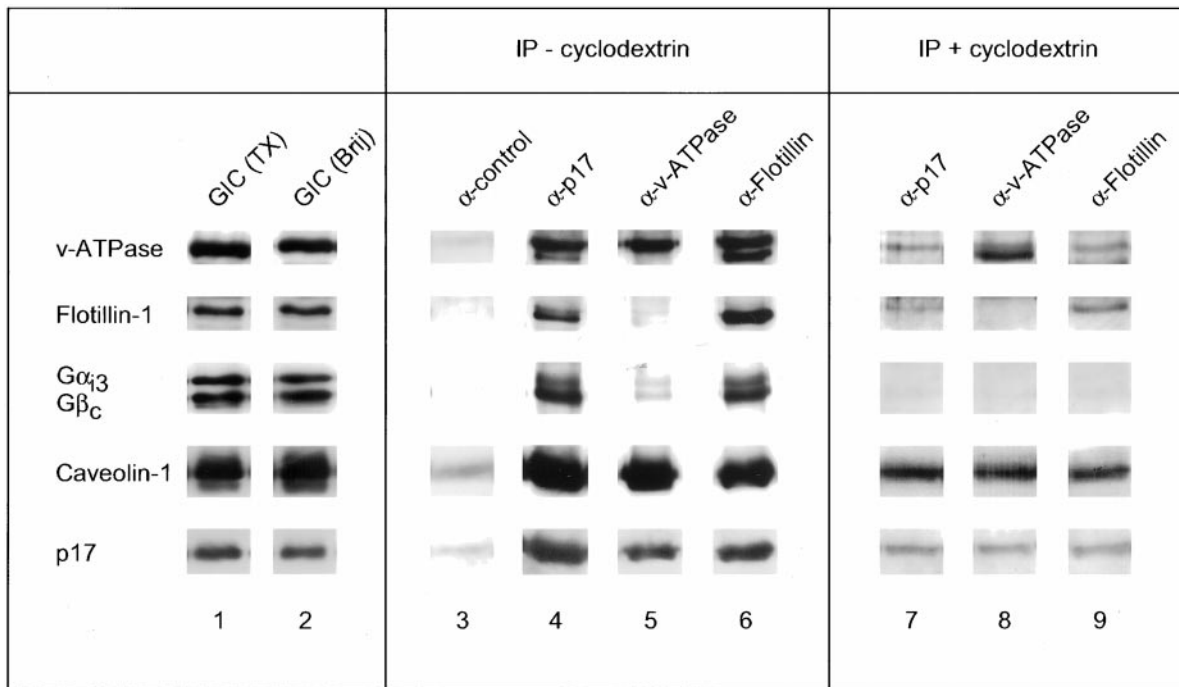 IP - cyclodextrin
IP + cyclodextrin
GIC (TX)
GIC (Brij)
α-control
α-p17
α-v-ATPase
α-Flotillin
α-p17
α-v-ATPase
α-Flotillin
v-ATPase
Flotillin-1
Gαi3
Gβc
Caveolin-1
p17
1 2 3 4 5 6 7 8 9